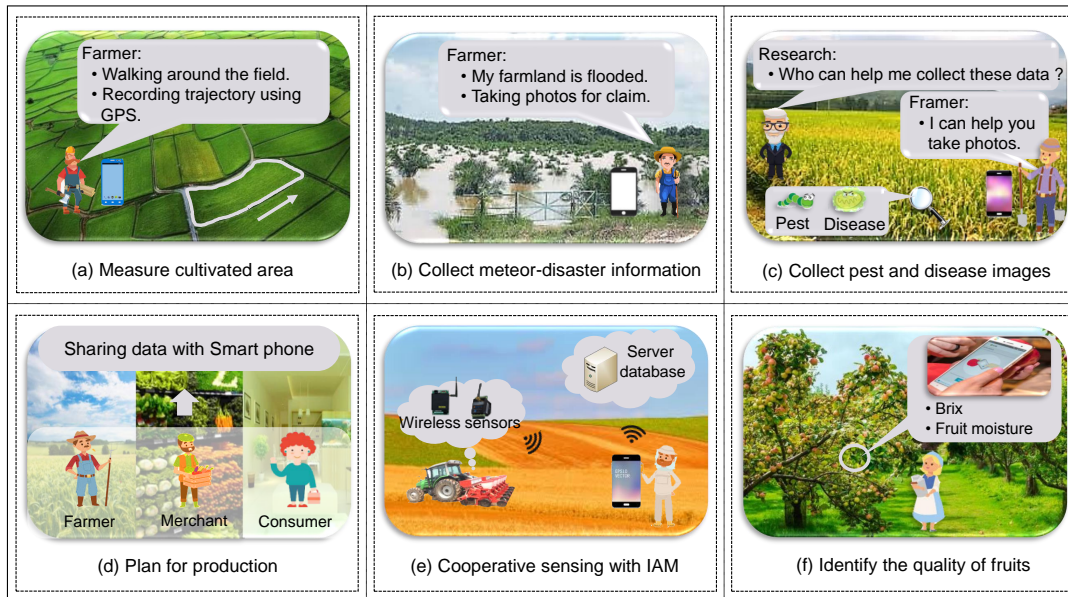 Farmer:
• Walking around the field.
• Recording trajectory using
GPS.
(a) Measure cultivated area
Farmer:
• My farmland is flooded.
• Taking photos for claim.
(b) Collect meteor-disaster information
Research:
• Who can help me collect these data ?
Framer:
• I can help you
take photos.
Pest Disease
(c) Collect pest and disease images
Sharing data with Smart phone
Farmer Merchant Consumer
(d) Plan for production
Server
database
Wireless sensors
(e) Cooperative sensing with IAM
• Brix
• Fruit moisture
(f) Identify the quality of fruits